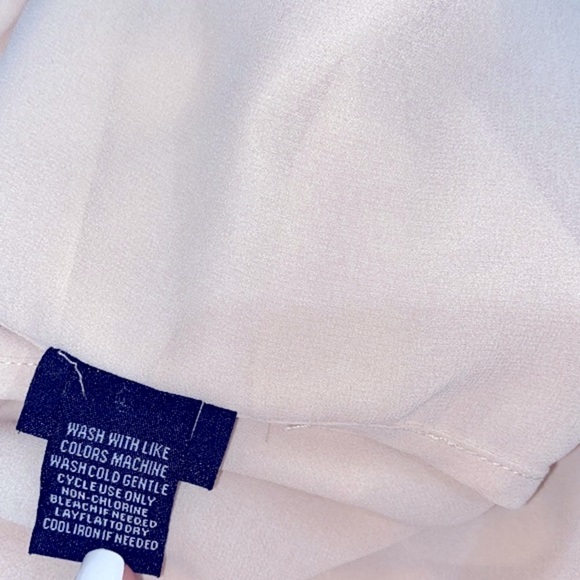 WASH WITH LIKE
COLORS MACHINE
WASH COLD GENTLE
CYCLE USE ONLY
NON-CHLORINE
BLEACH IF NEEDED
LAY FLAT TO DRY
COOL IRON IF NEEDED